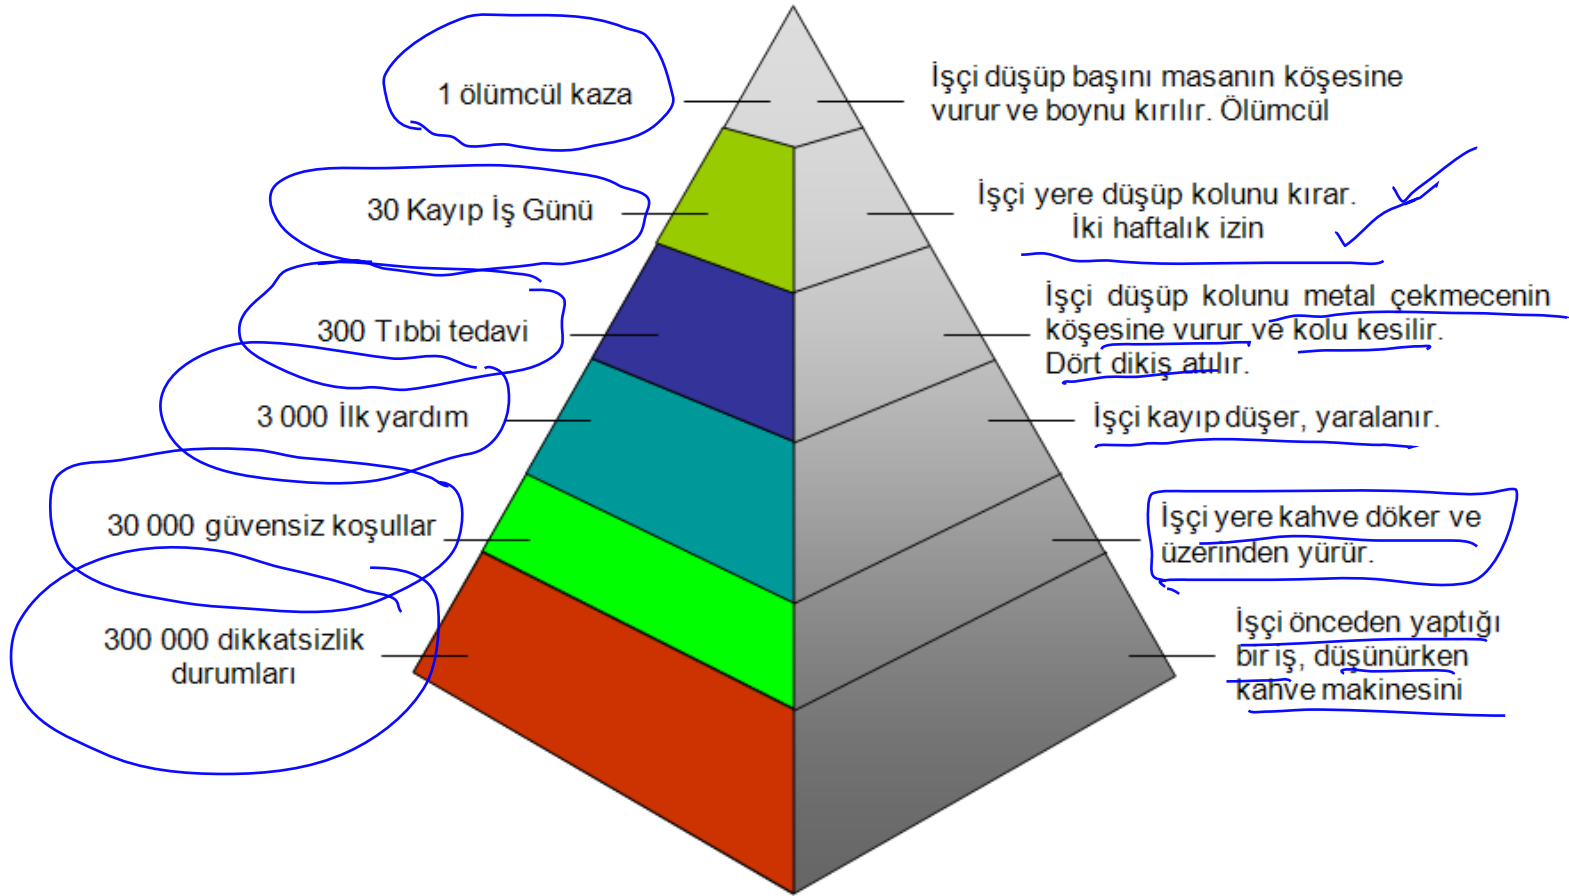 1 ölümcül kaza
İşçi düşüp başını masanın köşesine
vurur ve boynu kırılır. Ölümcül
30 Kayıp İş Günü
İşçi yere düşüp kolunu kırar.
İki haftalık izin
300 Tıbbi tedavi
İşçi düşüp kolunu metal çekmecenin
köşesine vurur ve kolu kesilir.
Dört dikiş atılır.
3 000 İlk yardım
İşçi kayıp düşer, yaralanır.
30 000 güvensiz koşullar
İşçi yere kahve döker ve
üzerinden yürür.
300 000 dikkatsizlik
durumları
İşçi önceden yaptığı
bir iş, düşünürken
kahve makinesini